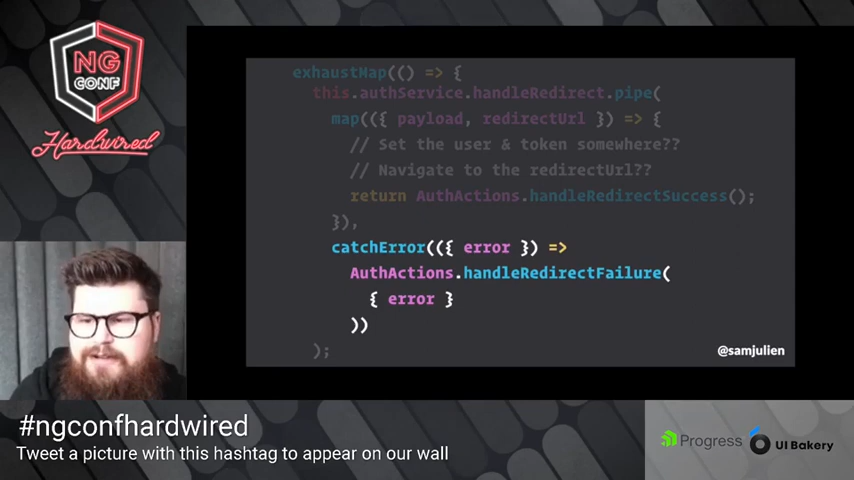 NG
CONF
Hardwired
exhaustMap(() => {
this.authService.handleRedirect.pipe(
map(({ payload, redirectUrl }) => {
// Set the user & token somewhere??
// Navigate to the redirectUrl??
return AuthActions.handleRedirectSuccess();
}),
catchError(({ error }) =>
AuthActions.handleRedirectFailure(
{ error }
))
);
@samjulien
#ngconfhardwired
Tweet a picture with this hashtag to appear on our wall
Progress
UI Bakery